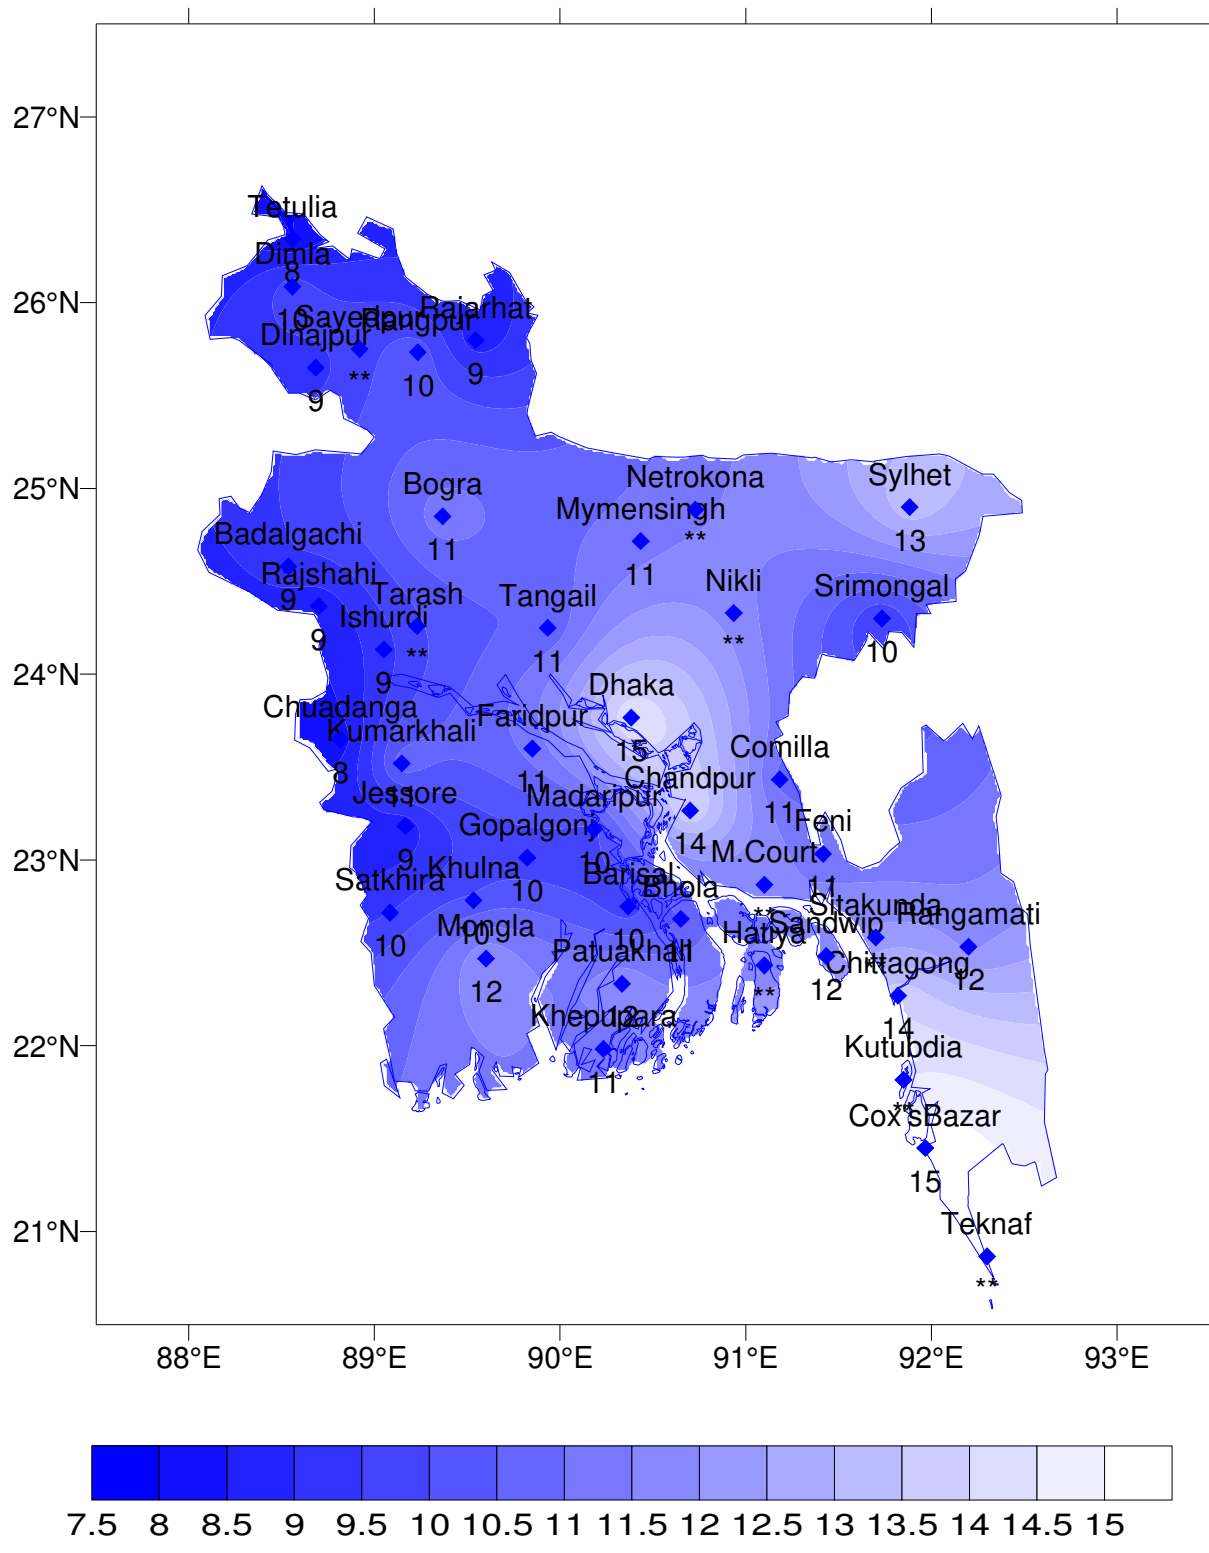 27°N
Tetulia
Dimla
8
26°N
10
Sayedpur
Rangpur
Rajarhat
Dinajpur
**
10
9
9
25°N
Bogra
11
Netrokona
**
Mymensingh
11
Sylhet
13
Badalgachi
9
Rajshahi
9
Tarash
**
Ishurdi
9
Tangail
11
Nikli
**
Srimongal
10
24°N
Dhaka
15
Chuadanga
8
Kumarkhali
11
Faridpur
11
Comilla
11
Chandpur
14
Jessore
9
Madaripur
10
Gopalgonj
10
Feni
11
23°N
M.Court
**
Khulna
10
Satkhira
10
Barisal
10
Bhola
11
Sitakunda
**
Rangamati
12
Mongla
12
Hatiya
**
Sandwip
12
Patuakhali
12
Chittagong
14
22°N
Khepupara
11
Kutubdia
**
Cox'sBazar
15
21°N
Teknaf
**
88°E 89°E 90°E 91°E 92°E 93°E
7.5 8 8.5 9 9.5 10 10.5 11 11.5 12 12.5 13 13.5 14 14.5 15